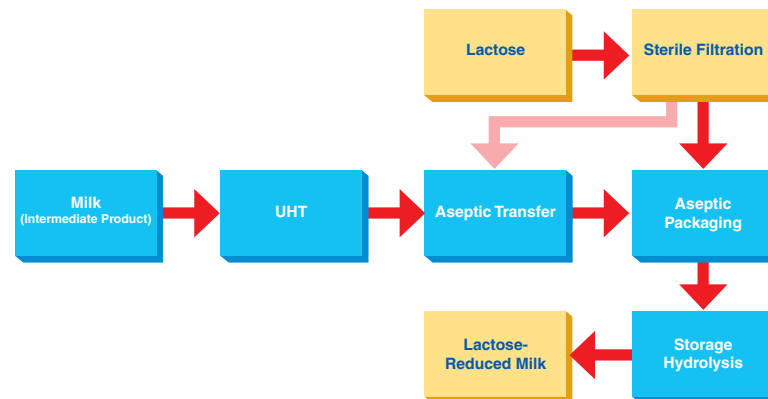 Lactose
Sterile Filtration
Milk
(Intermediate Product)
UHT
Aseptic Transfer
Aseptic
Packaging
Lactose-
Reduced Milk
Storage
Hydrolysis